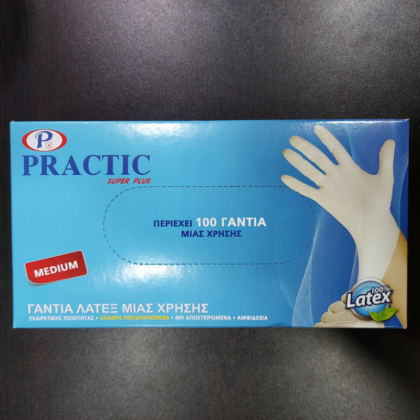 P
PRACTIC
SUPER PLUS
ΠΕΡΙΕΧΕΙ 100 ΓΑΝΤΙΑ
ΜΙΑΣ ΧΡΗΣΗΣ
MEDIUM
100%
Latex
ΓΑΝΤΙΑ ΛΑΤΕΞ ΜΙΑΣ ΧΡΗΣΗΣ
ΕΞΑΙΡΕΤΙΚΗΣ ΠΟΙΟΤΗΤΑΣ • ΕΛΑΦΡΑ ΠΟΥΔΡΑΡΙΣΜΕΝΑ • ΜΗ ΑΠΟΣΤΕΙΡΩΜΕΝΑ • ΑΜΦΙΔΕΞΙΑ